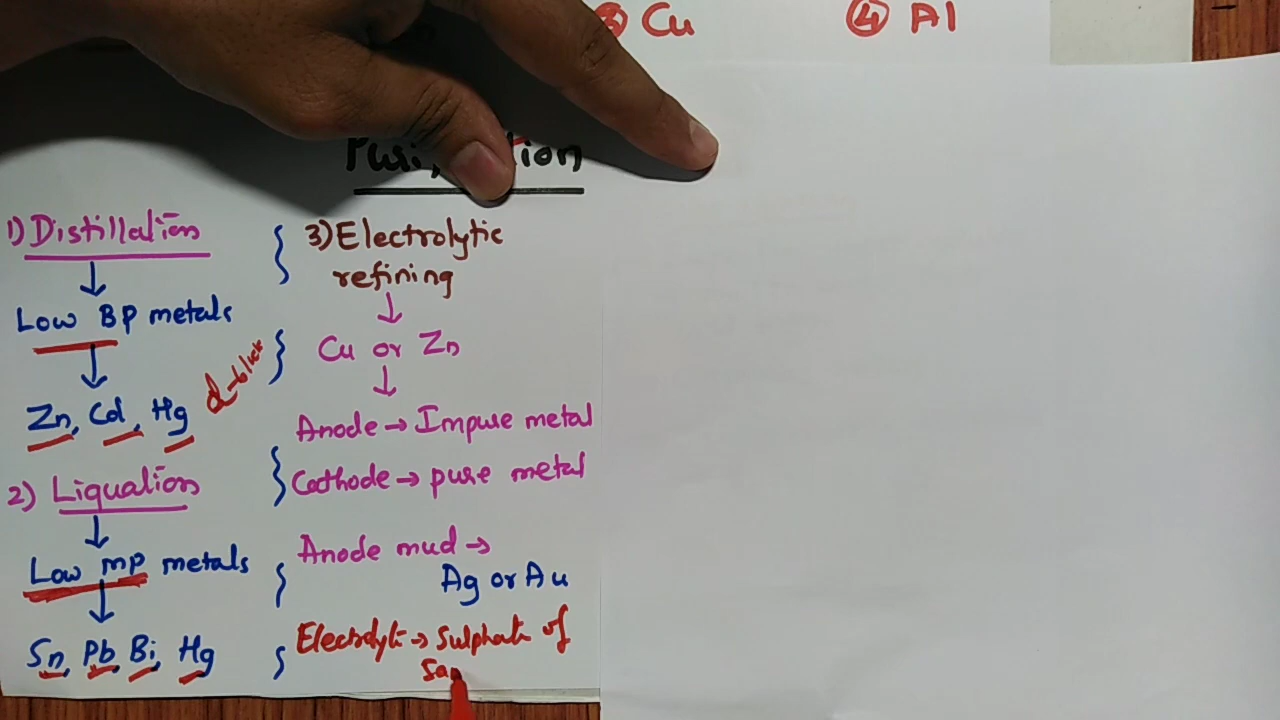 Cu ④ Al
1) Distillation
↓
Low BP metals
↓
Zn, Cd, Hg d-block
2) Liquation
↓
Low mp metals
↓
Sn, Pb, Bi, Hg
3) Electrolytic
refining
↓
Cu or Zn
↓
Anode → Impure metal
Cathode → pure metal
Anode mud →
Ag or Au
Electrolyte → Sulphate of